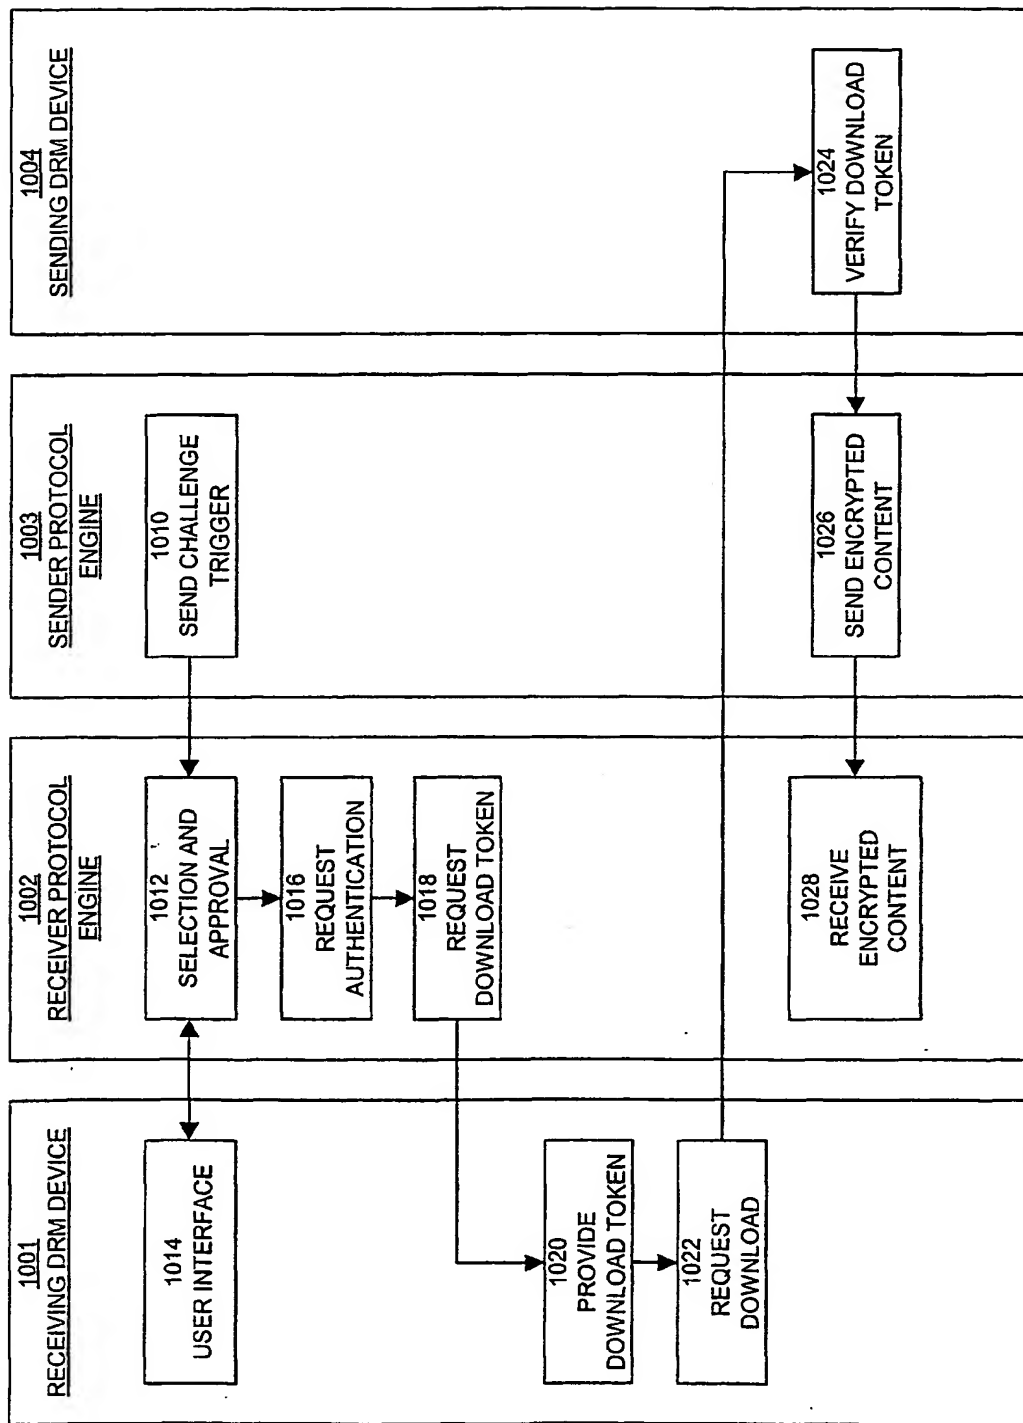 1001
RECEIVING DRM DEVICE
1014
USER INTERFACE
1020
PROVIDE
DOWNLOAD TOKEN
1022
REQUEST
DOWNLOAD
1002
RECEIVER PROTOCOL
ENGINE
1012
SELECTION AND
APPROVAL
1016
REQUEST
AUTHENTICATION
1018
REQUEST
DOWNLOAD TOKEN
1028
RECEIVE
ENCRYPTED
CONTENT
1003
SENDER PROTOCOL
ENGINE
1010
SEND CHALLENGE
TRIGGER
1026
SEND ENCRYPTED
CONTENT
1004
SENDING DRM DEVICE
1024
VERIFY DOWNLOAD
TOKEN